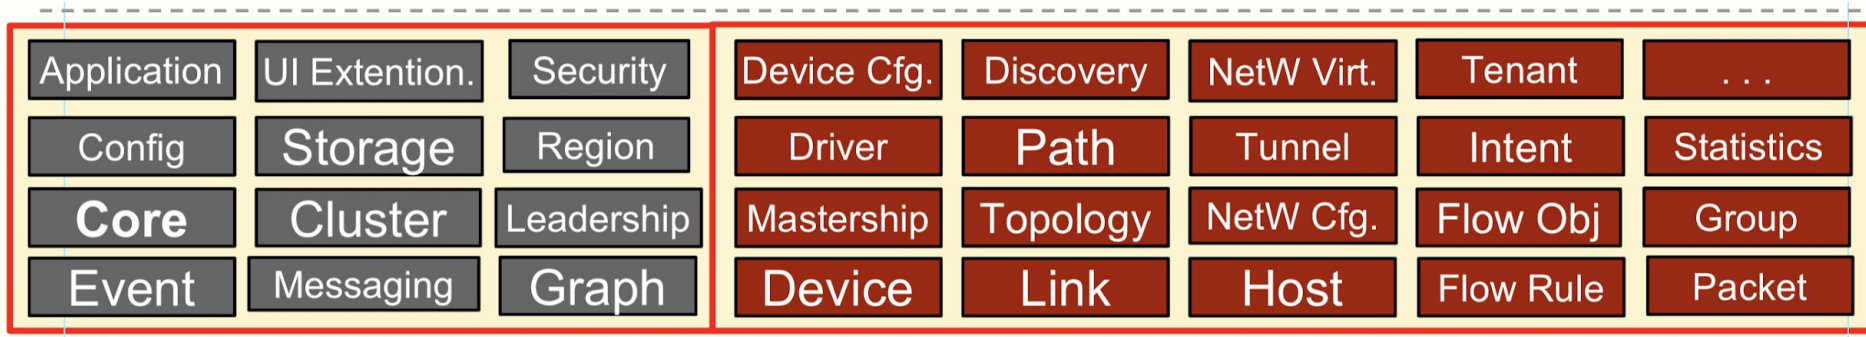 Application UI Extention. Security Device Cfg. Discovery NetW Virt. Tenant . . .
Config Storage Region Driver Path Tunnel Intent Statistics
Core Cluster Leadership Mastership Topology NetW Cfg. Flow Obj Group
Event Messaging Graph Device Link Host Flow Rule Packet